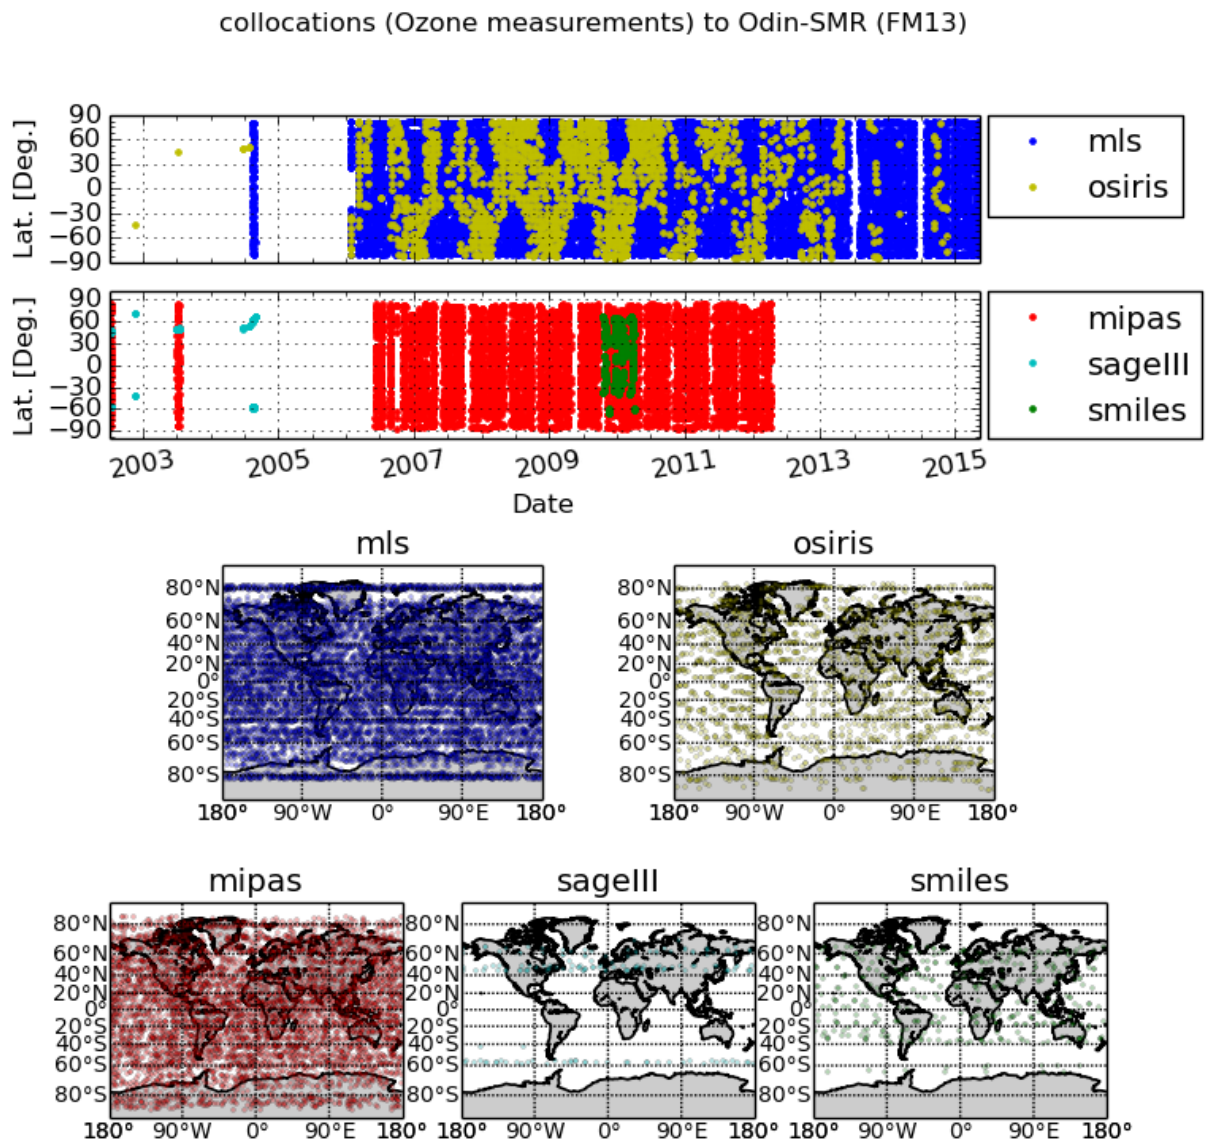 collocations (Ozone measurements) to Odin-SMR (FM13)
Lat. [Deg.]
90
60
30
0
−30
−60
−90
mls
osiris
Lat. [Deg.]
90
60
30
0
−30
−60
−90
mipas
sageIII
smiles
2003 2005 2007 2009 2011 2013 2015
Date
mls osiris
80°N
60°N
40°N
20°N
0°
20°S
40°S
60°S
80°S
180° 90°W 0° 90°E 180°
80°N
60°N
40°N
20°N
0°
20°S
40°S
60°S
80°S
180° 90°W 0° 90°E 180°
mipas sageIII smiles
80°N
60°N
40°N
20°N
0°
20°S
40°S
60°S
80°S
180° 90°W 0° 90°E 180°
80°N
60°N
40°N
20°N
0°
20°S
40°S
60°S
80°S
180° 90°W 0° 90°E 180°
80°N
60°N
40°N
20°N
0°
20°S
40°S
60°S
80°S
180° 90°W 0° 90°E 180°